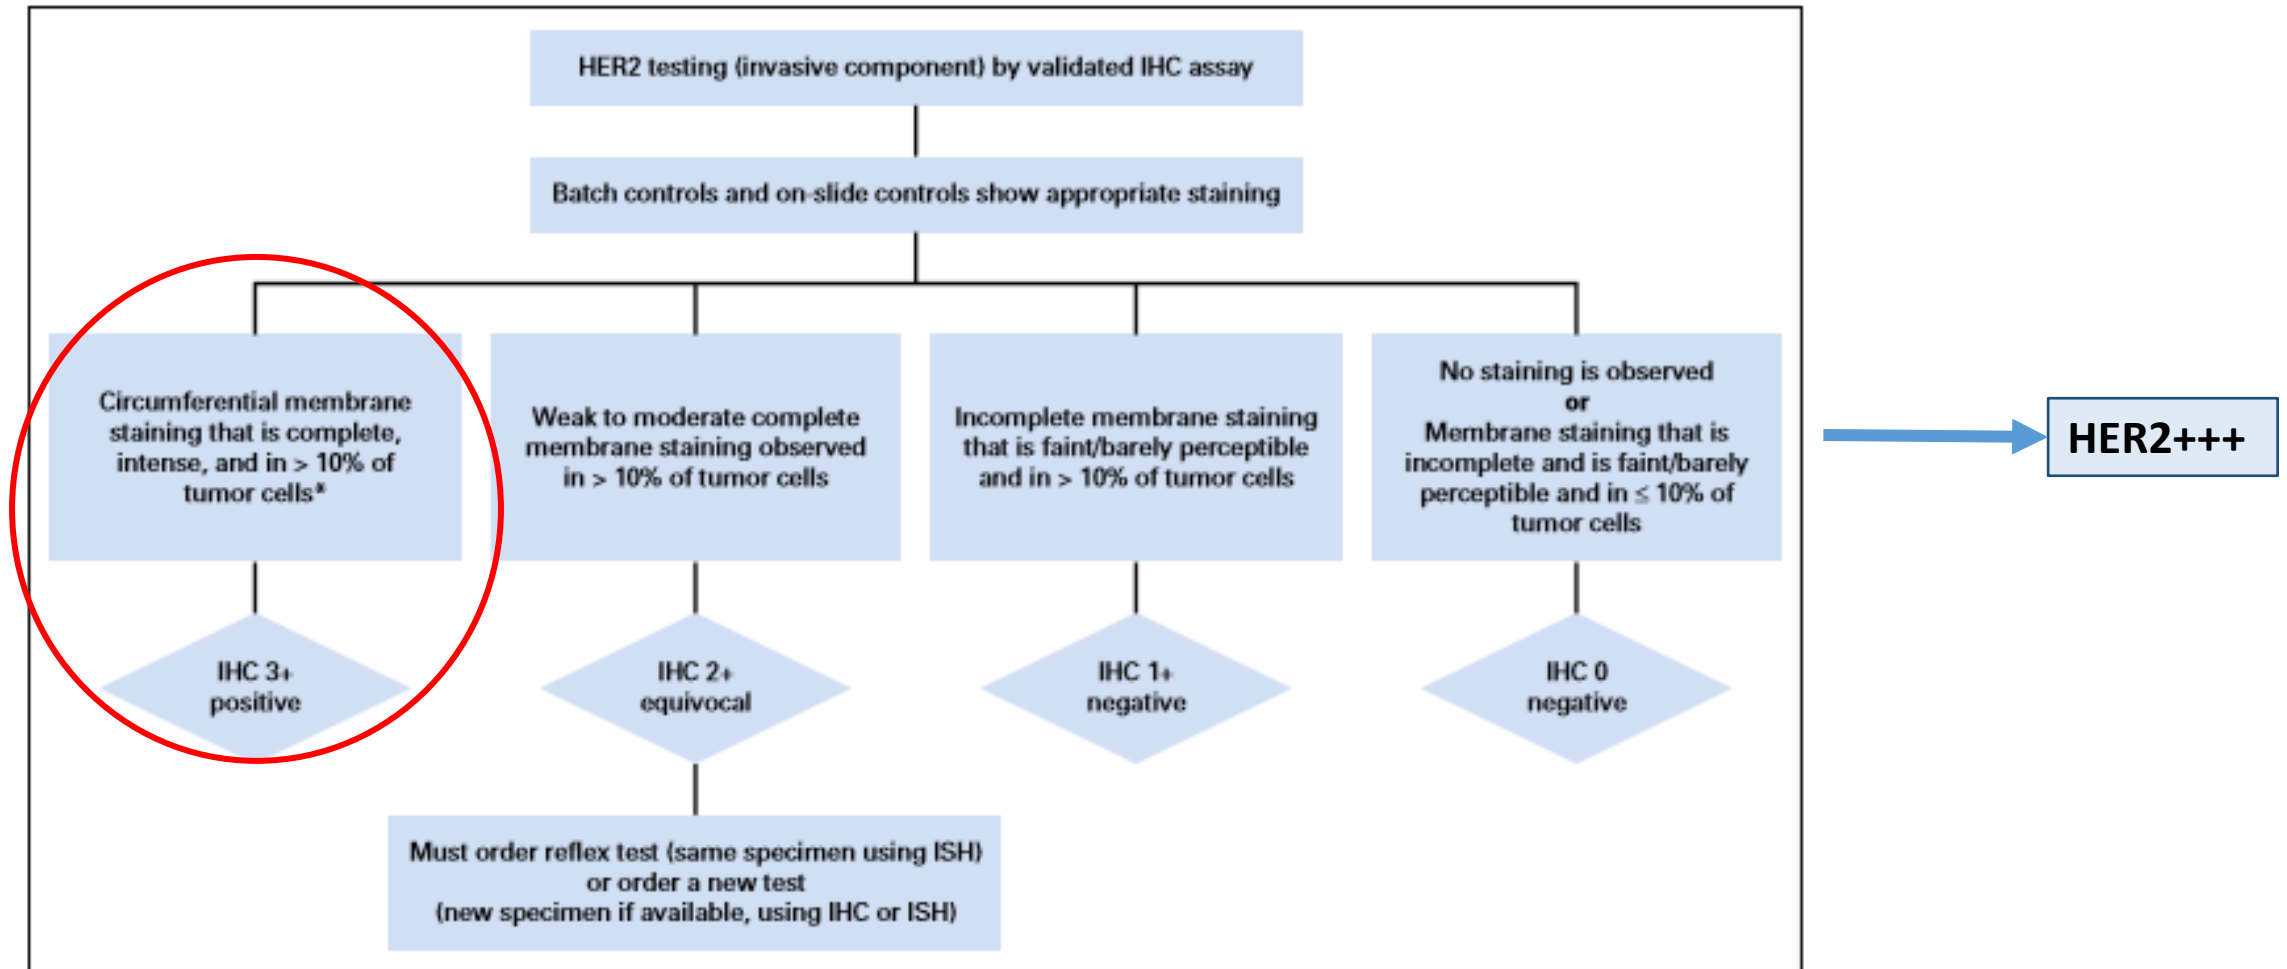 HER2 testing (invasive component) by validated IHC assay
Batch controls and on-slide controls show appropriate staining
Circumferential membrane
staining that is complete,
intense, and in > 10% of
tumor cells*
Weak to moderate complete
membrane staining observed
in > 10% of tumor cells
Incomplete membrane staining
that is faint/barely perceptible
and in > 10% of tumor cells
No staining is observed
or
Membrane staining that is
incomplete and is faint/barely
perceptible and in ≤ 10% of
tumor cells
HER2+++
IHC 3+
positive
IHC 2+
equivocal
IHC 1+
negative
IHC 0
negative
Must order reflex test (same specimen using ISH)
or order a new test
(new specimen if available, using IHC or ISH)